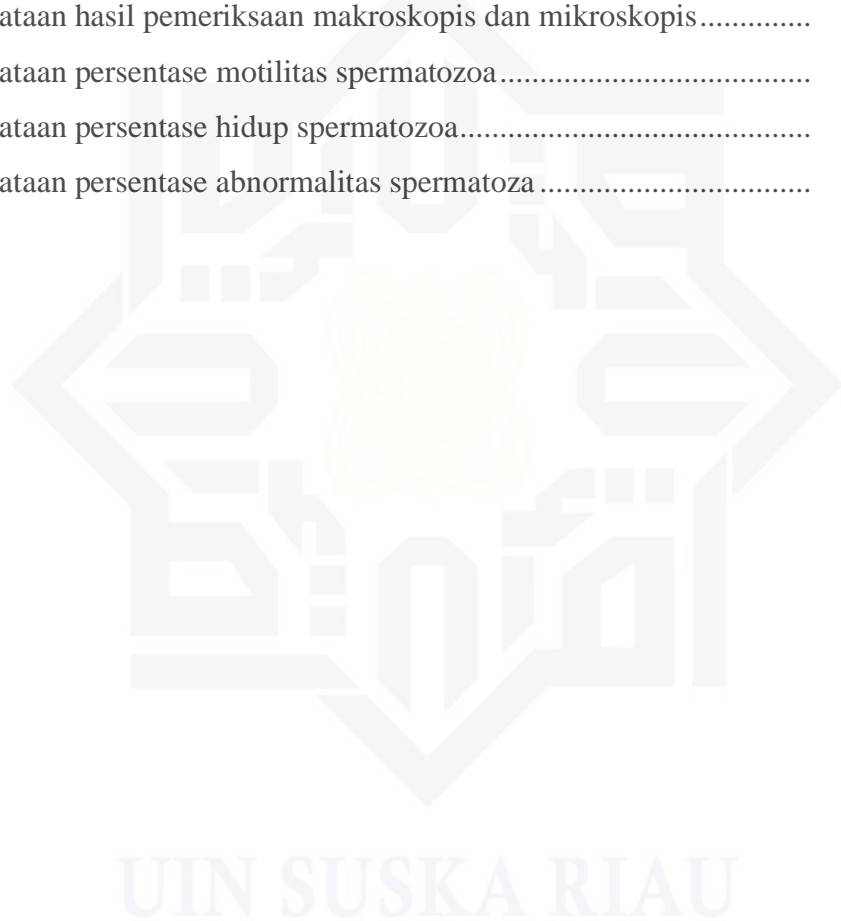 ataan hasil pemeriksaan makroskopis dan mikroskopis..............
ataan persentase motilitas spermatozoa.......................................
ataan persentase hidup spermatozoa............................................
ataan persentase abnormalitas spermatoza ..................................
UIN SUSKA RIAU